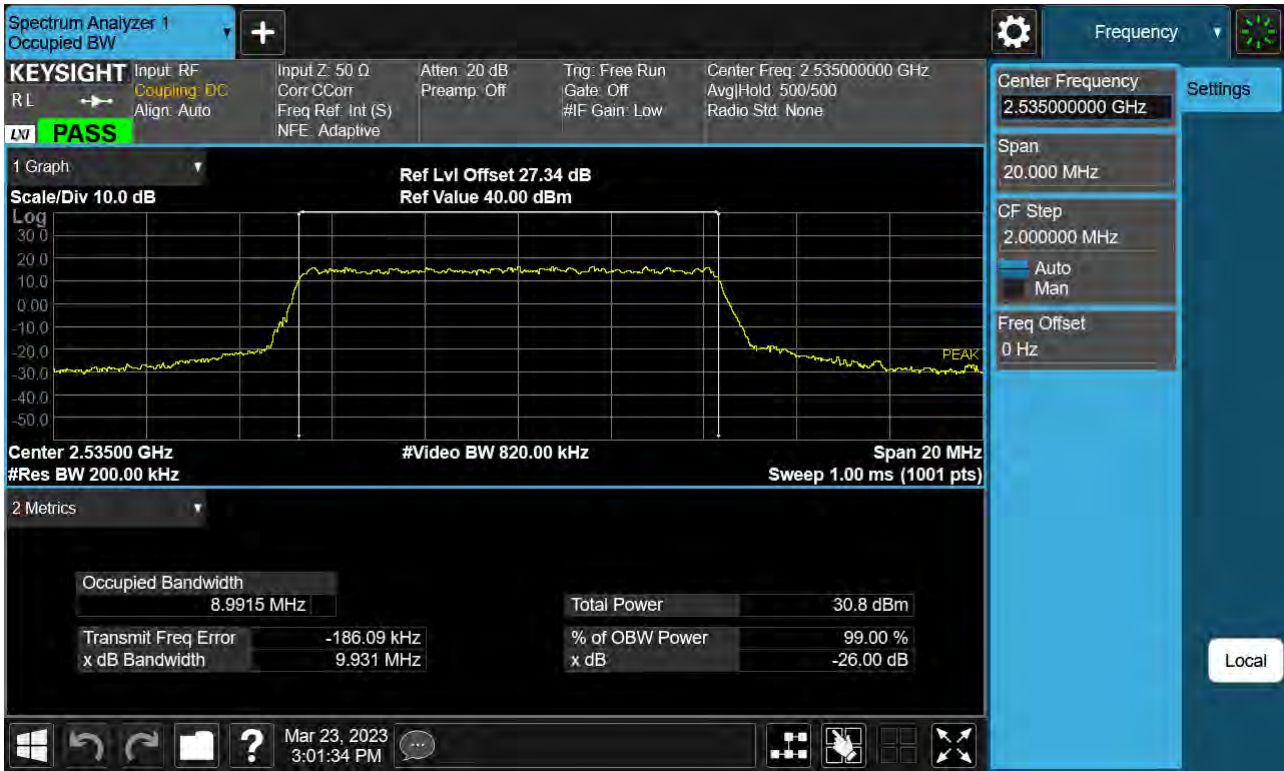 Spectrum Analyzer 1
Occupied BW
+
Frequency
KEYSIGHT
RL
LXI PASS
Input: RF
Coupling: DC
Align: Auto
Input Z: 50 Ω
Corr CCorr
Freq Ref: Int (S)
NFE: Adaptive
Atten: 20 dB
Preamp: Off
Trig: Free Run
Gate: Off
#IF Gain: Low
Center Freq: 2.535000000 GHz
Avg|Hold: 500/500
Radio Std: None
Center Frequency
2.535000000 GHz
Settings
Span
20.000 MHz
CF Step
2.000000 MHz
Auto
Man
Freq Offset
0 Hz
1 Graph
Scale/Div 10.0 dB
Ref Lvl Offset 27.34 dB
Ref Value 40.00 dBm
Log
30.0
20.0
10.0
0.00
-10.0
-20.0
-30.0
-40.0
-50.0
PEAK
Center 2.53500 GHz
#Video BW 820.00 kHz
Span 20 MHz
#Res BW 200.00 kHz
Sweep 1.00 ms (1001 pts)
2 Metrics
Occupied Bandwidth
8.9915 MHz
Total Power 30.8 dBm
Transmit Freq Error -186.09 kHz
% of OBW Power 99.00 %
x dB Bandwidth 9.931 MHz
x dB -26.00 dB
Local
?
Mar 23, 2023
3:01:34 PM